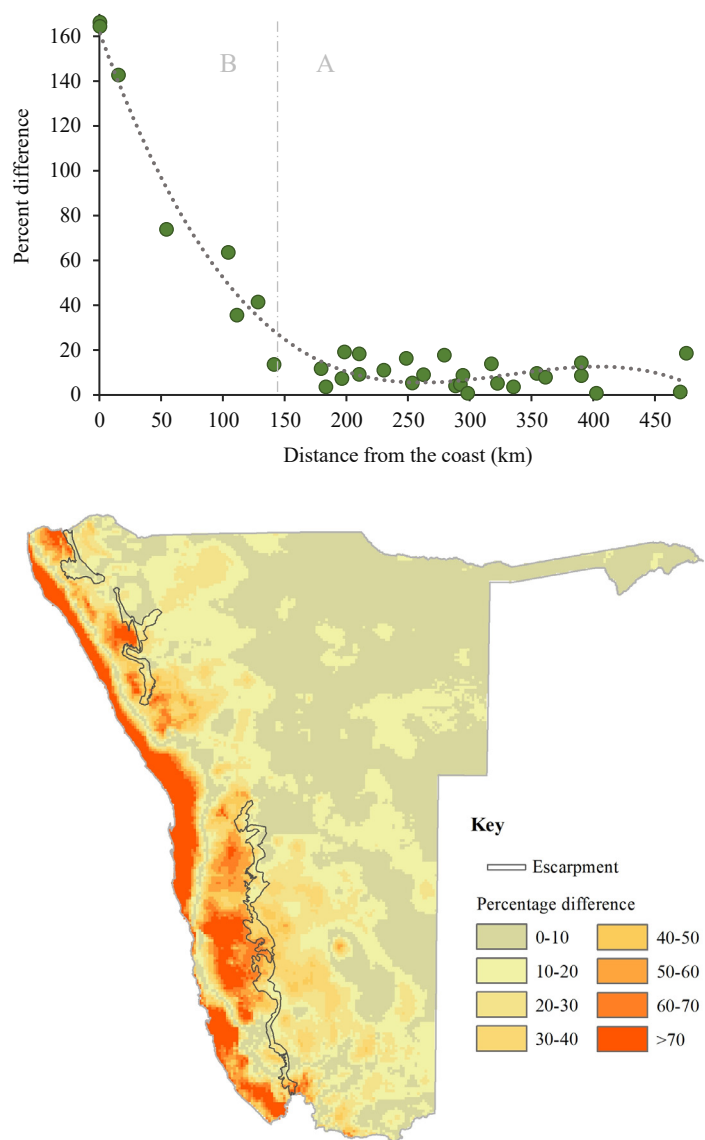 160
140
120
100
80
60
40
20
0
Percent difference
B
A
0 50 100 150 200 250 300 350 400 450
Distance from the coast (km)
Key
Escarpment
Percentage difference
0-10 40-50
10-20 50-60
20-30 60-70
30-40 >70